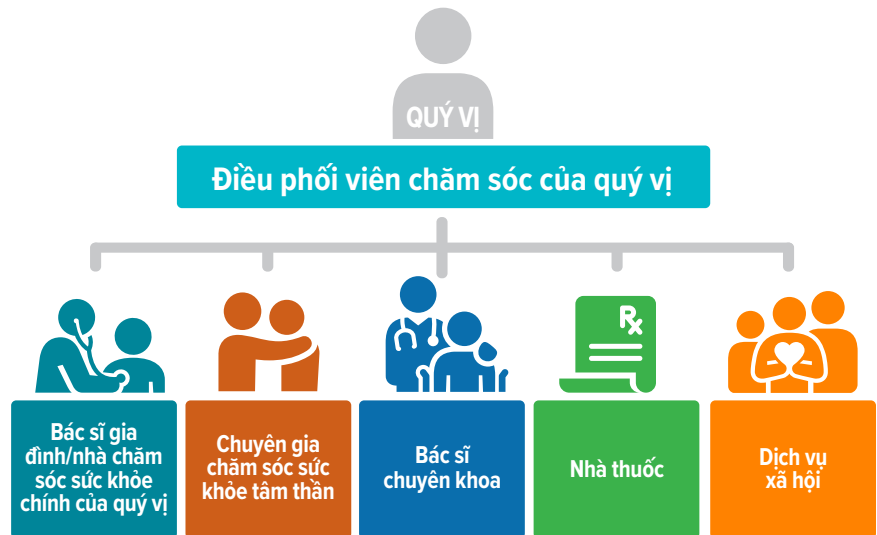 QUÝ VỊ
Điều phối viên chăm sóc của quý vị
Rx
Bác sĩ gia
đình/nhà chăm
sóc sức khỏe
chính của quý vị
Chuyên gia
chăm sóc sức
khỏe tâm thần
Bác sĩ
chuyên khoa
Nhà thuốc
Dịch vụ
xã hội